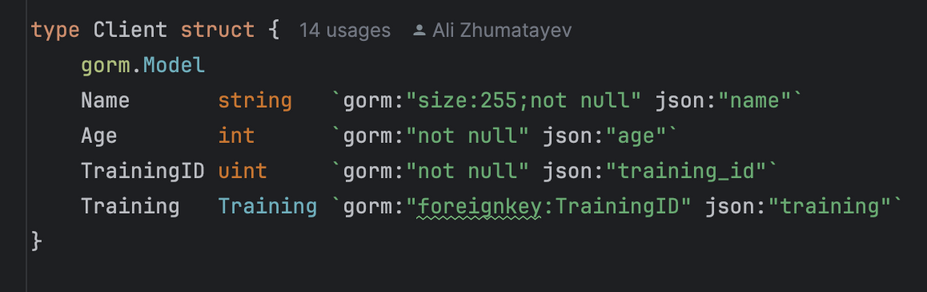 type Client struct { 14 usages Ali Zhumatayev
gorm.Model
Name string `gorm:"size:255;not null" json:"name"`
Age int `gorm:"not null" json:"age"`
TrainingID uint `gorm:"not null" json:"training_id"`
Training Training `gorm:"foreignkey:TrainingID" json:"training"`
}